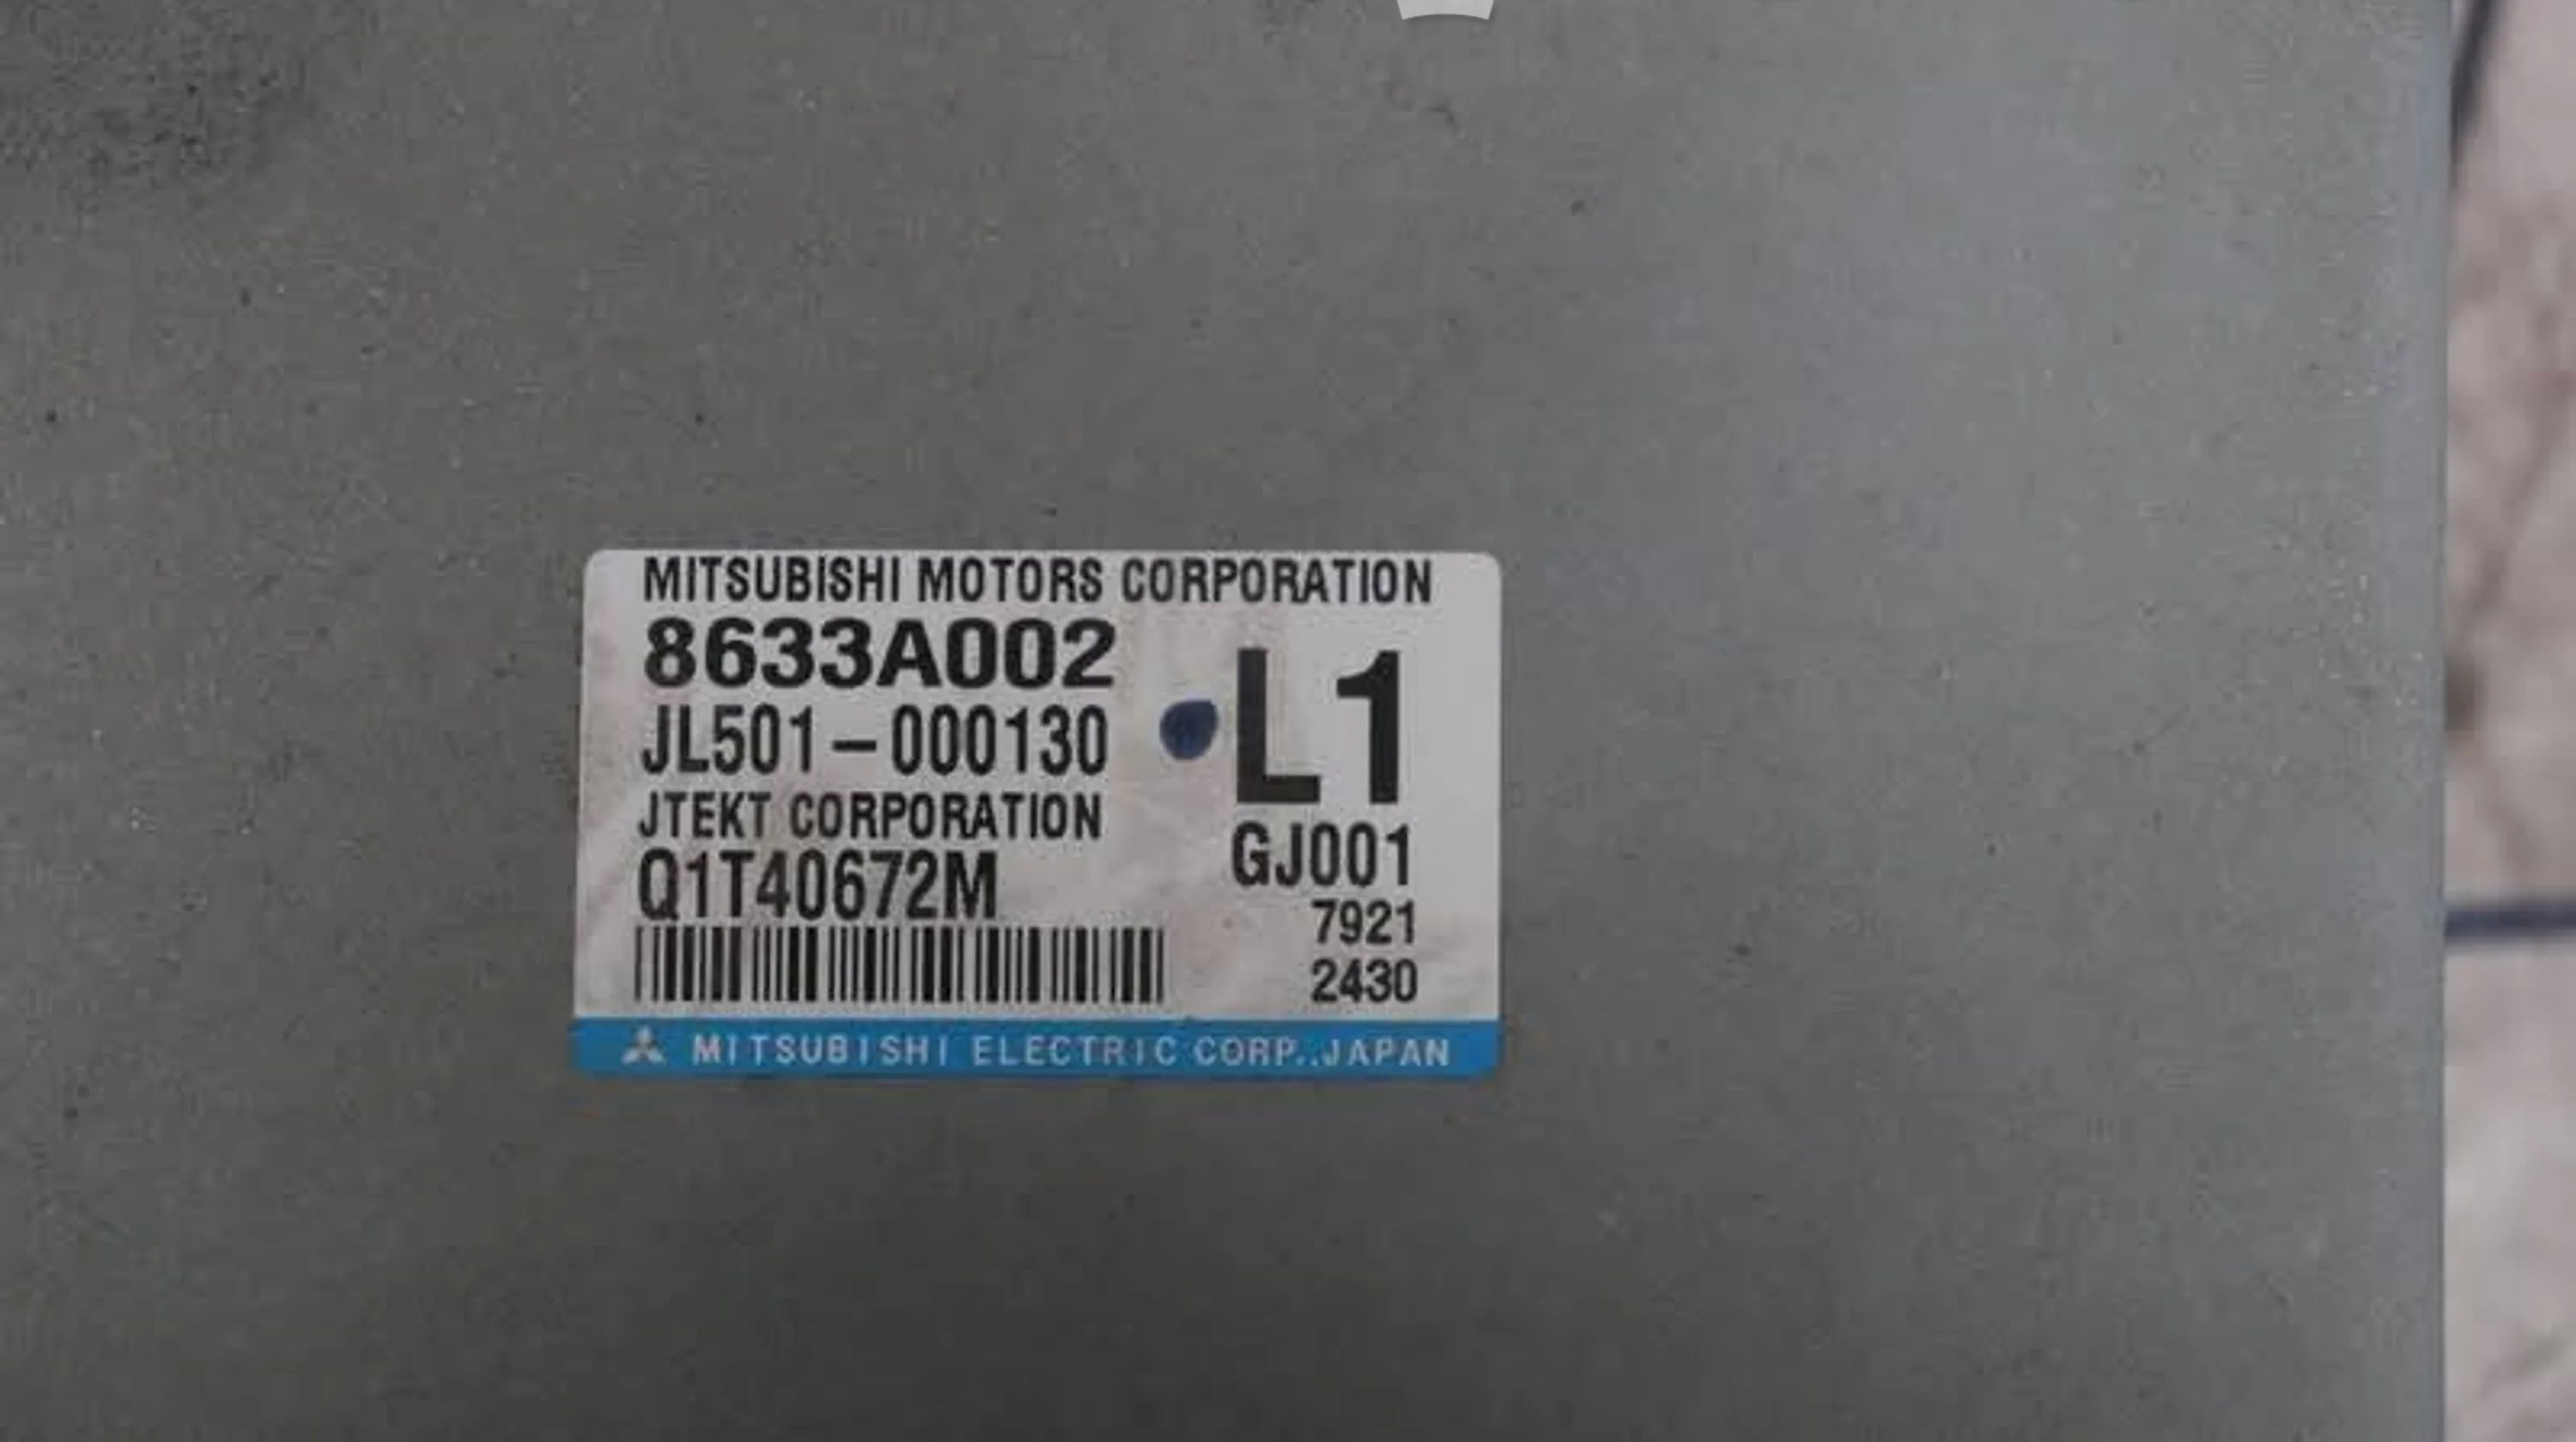 MITSUBISHI MOTORS CORPORATION
8633A002
JL501-000130
JTEKT CORPORATION
Q1T40672M
L1
GJ001
7921
2430
MITSUBISHI ELECTRIC CORP..JAPAN